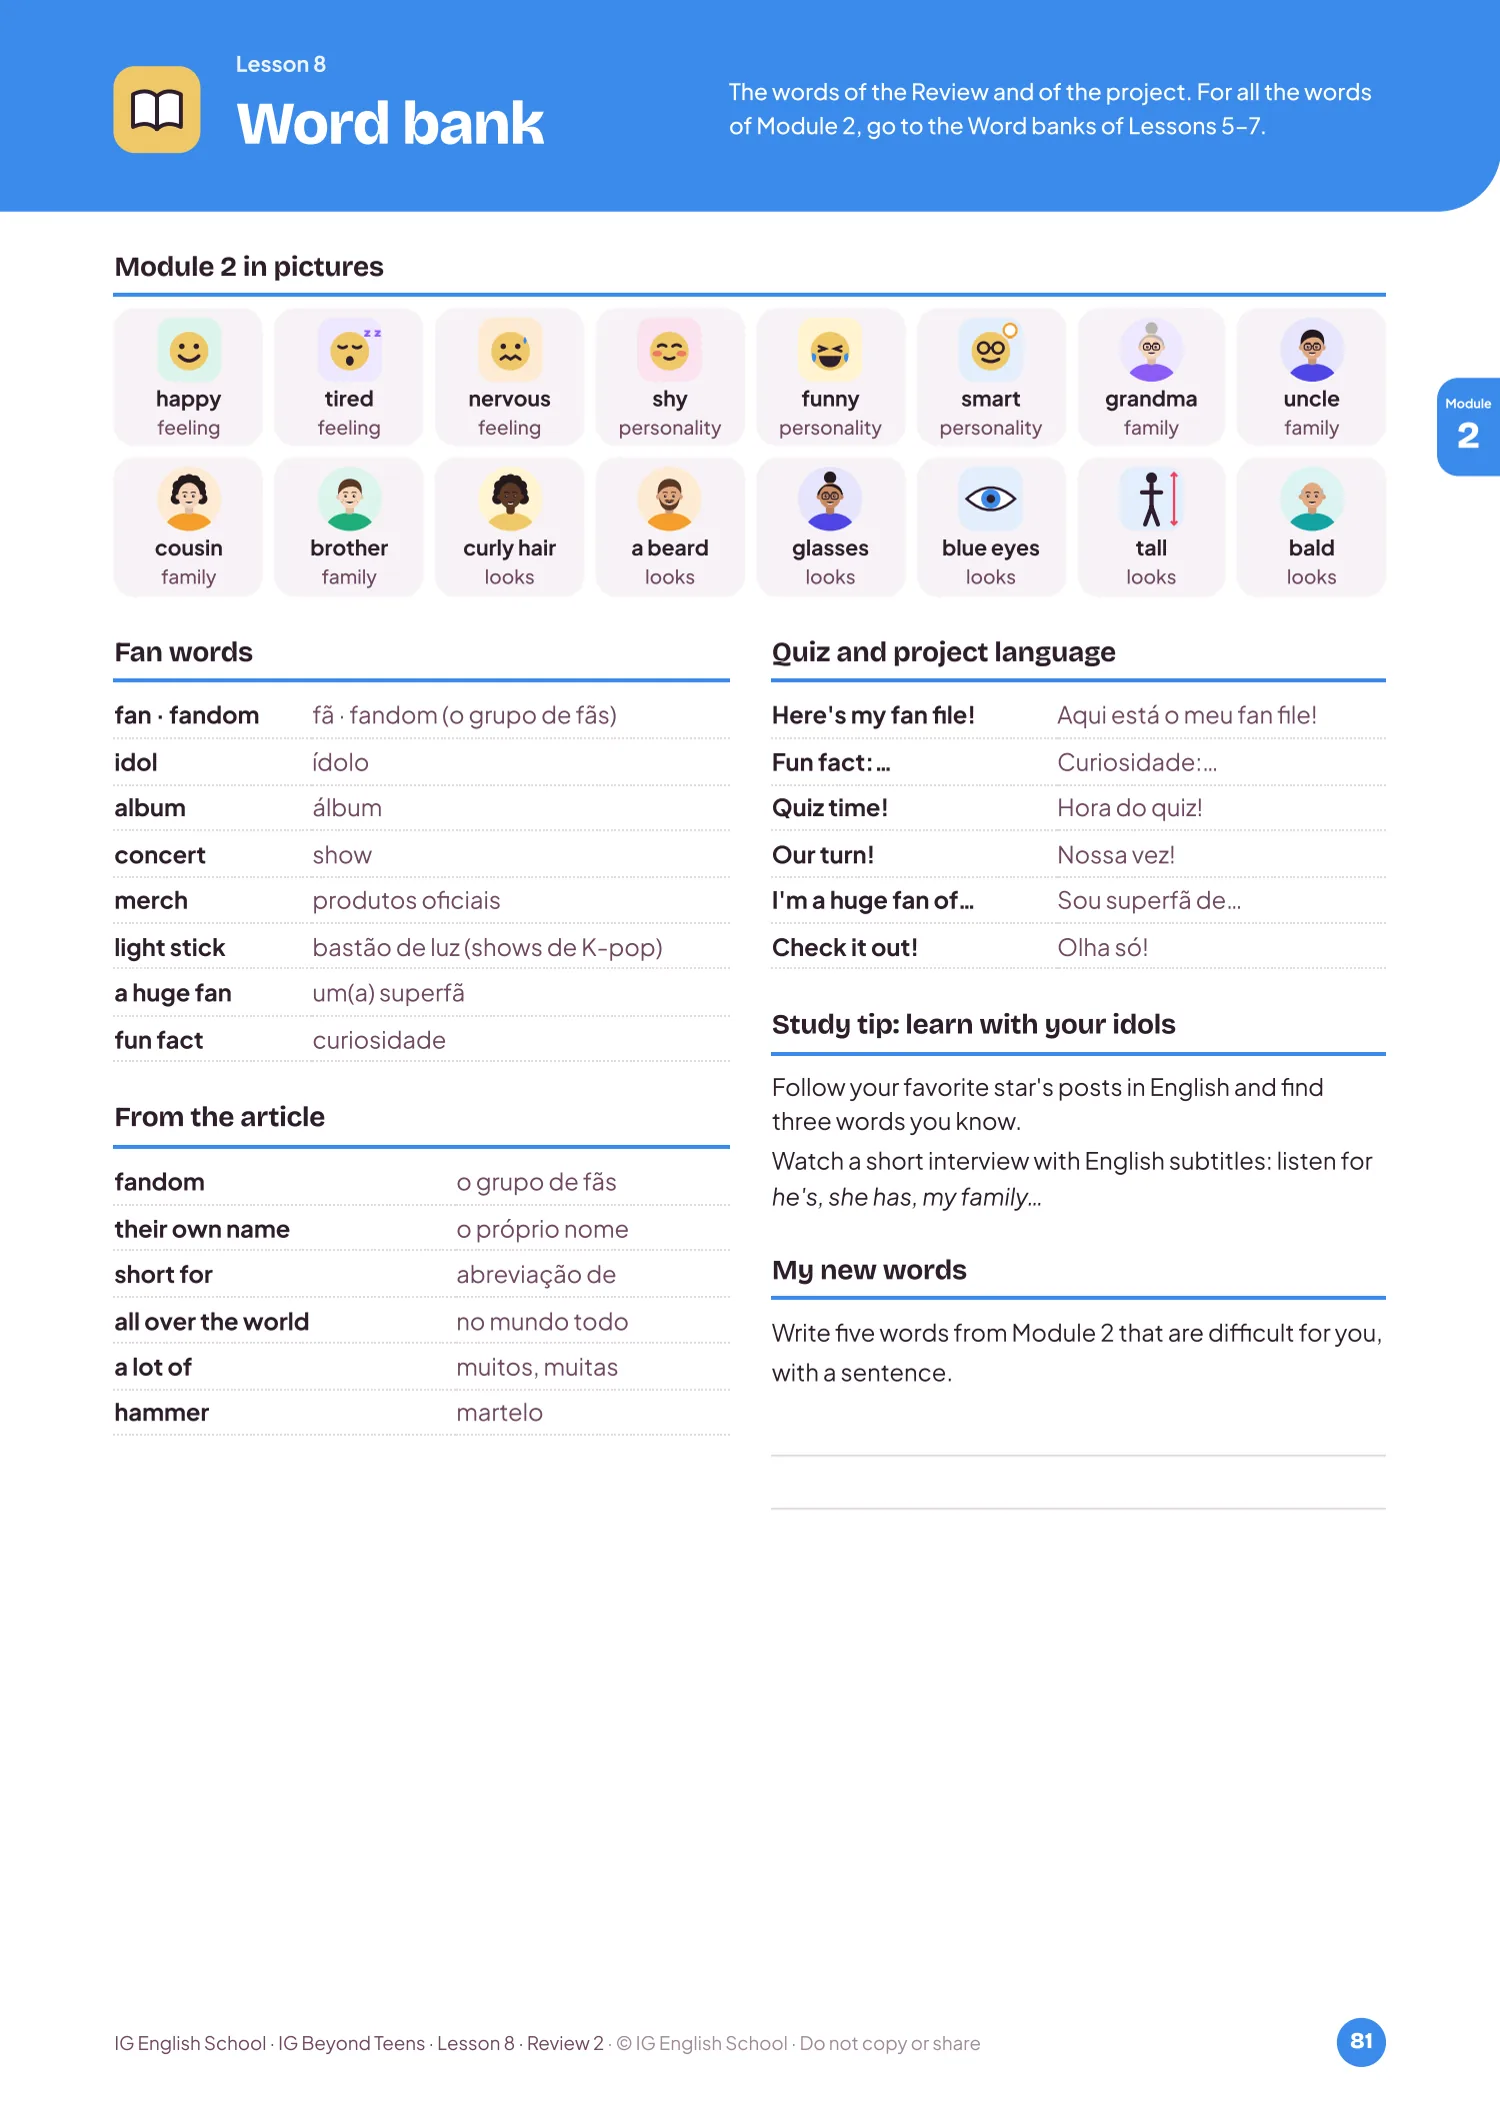 Lesson 8
Word bank
The words of the Review and of the project. For all the words
of Module 2, go to the Word banks of Lessons 5–7.
Module
2
Module 2 in pictures
happy
feeling
z z
tired
feeling
nervous
feeling
shy
personality
funny
personality
smart
personality
grandma
family
uncle
family
cousin
family
brother
family
curly hair
looks
a beard
looks
glasses
looks
blue eyes
looks
tall
looks
bald
looks
Fan words
fan · fandom fã · fandom (o grupo de fãs)
idol ídolo
album álbum
concert show
merch produtos oficiais
light stick bastão de luz (shows de K-pop)
a huge fan um(a) superfã
fun fact curiosidade
From the article
fandom o grupo de fãs
their own name o próprio nome
short for abreviação de
all over the world no mundo todo
a lot of muitos, muitas
hammer martelo
Quiz and project language
Here's my fan file! Aqui está o meu fan file!
Fun fact: … Curiosidade: …
Quiz time! Hora do quiz!
Our turn! Nossa vez!
I'm a huge fan of… Sou superfã de…
Check it out! Olha só!
Study tip: learn with your idols
Follow your favorite star's posts in English and find
three words you know.
Watch a short interview with English subtitles: listen for
he's, she has, my family…
My new words
Write five words from Module 2 that are difficult for you,
with a sentence.
IG English School · IG Beyond Teens · Lesson 8 · Review 2 · © IG English School · Do not copy or share
81